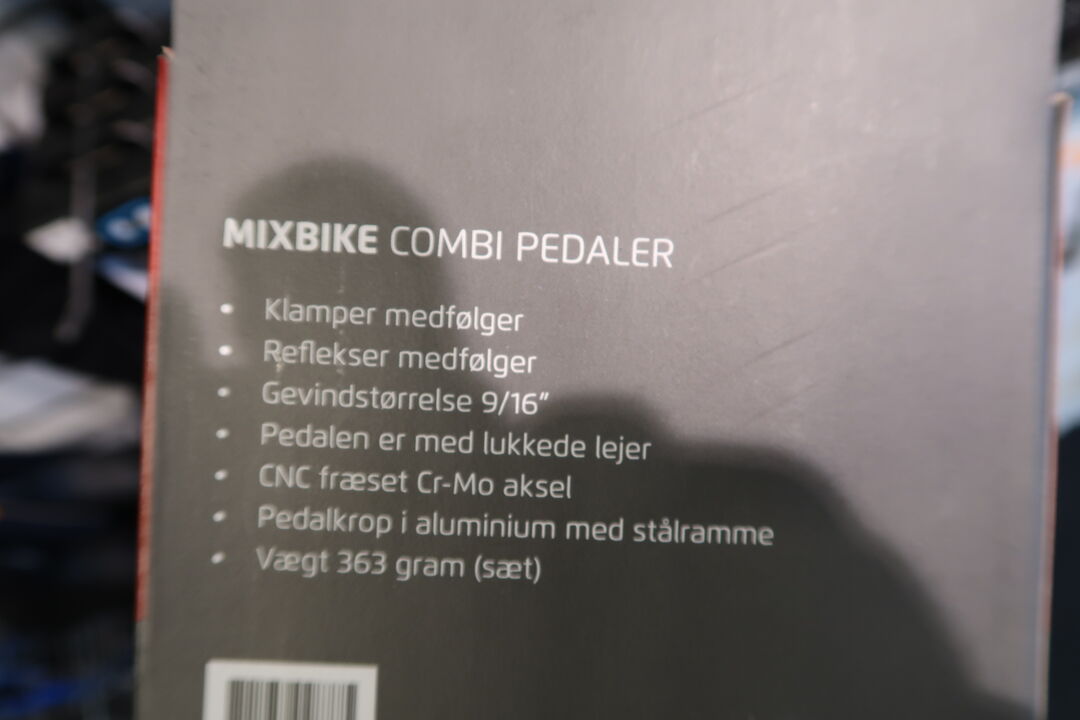 MIXBIKE COMBI PEDALER
• Klamper medfølger
• Reflekser medfølger
• Gevindstørrelse 9/16"
• Pedalen er med lukkede lejer
• CNC fræset Cr-Mo aksel
• Pedalkrop i aluminium med stålramme
• Vægt 363 gram (sæt)